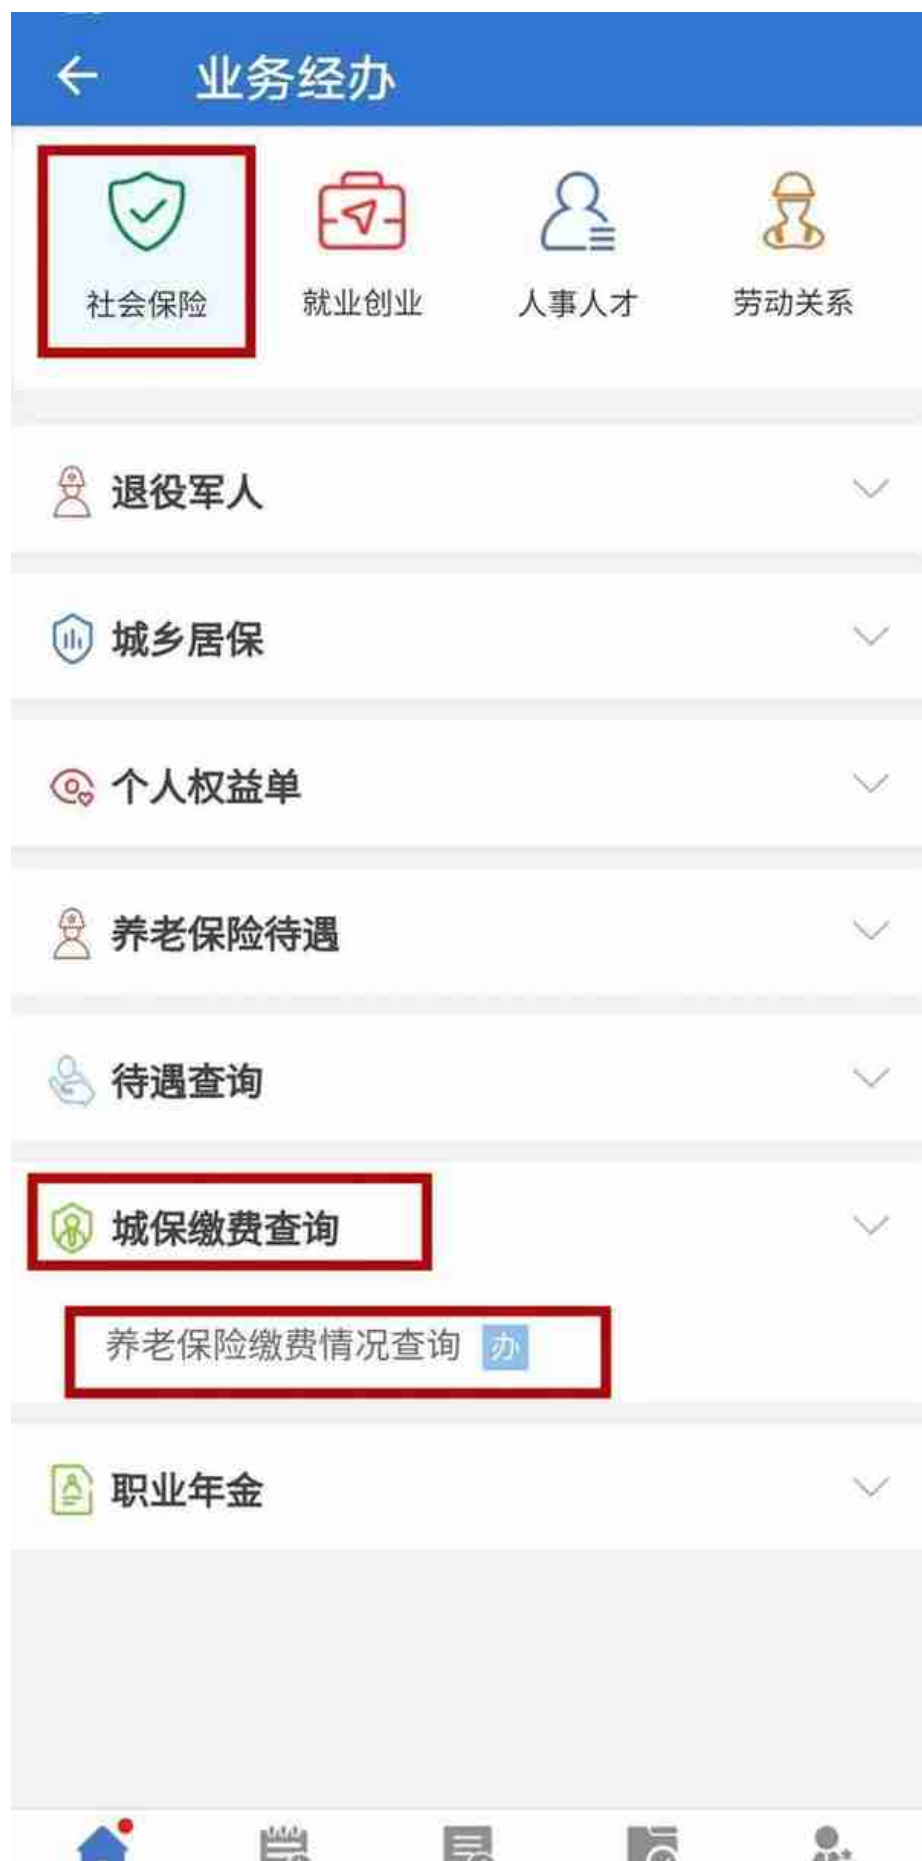 业务经办
社会保险 就业创业 人事人才 劳动关系
退役军人
城乡居保
个人权益单
养老保险待遇
待遇查询
城保缴费查询
养老保险缴费情况查询 办
职业年金